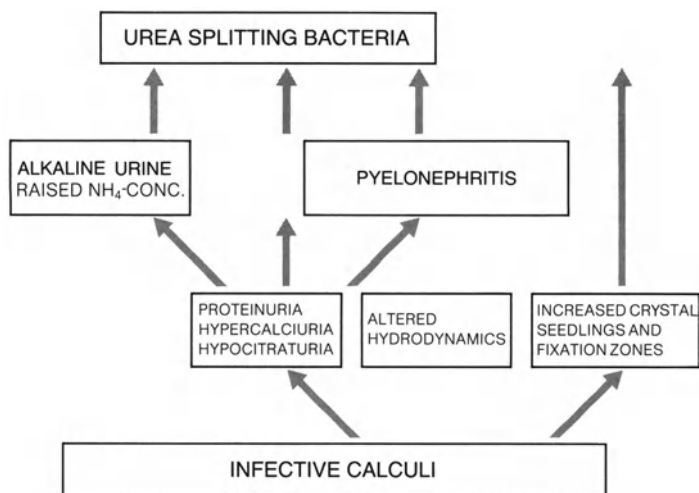 UREA SPLITTING BACTERIA
ALKALINE URINE
RAISED NH₄-CONC.
PYELONEPHRITIS
PROTEINURIA
HYPERCALCIURIA
HYPOCITRATURIA
ALTERED
HYDRODYNAMICS
INCREASED CRYSTAL
SEEDLINGS AND
FIXATION ZONES
INFECTIVE CALCULI